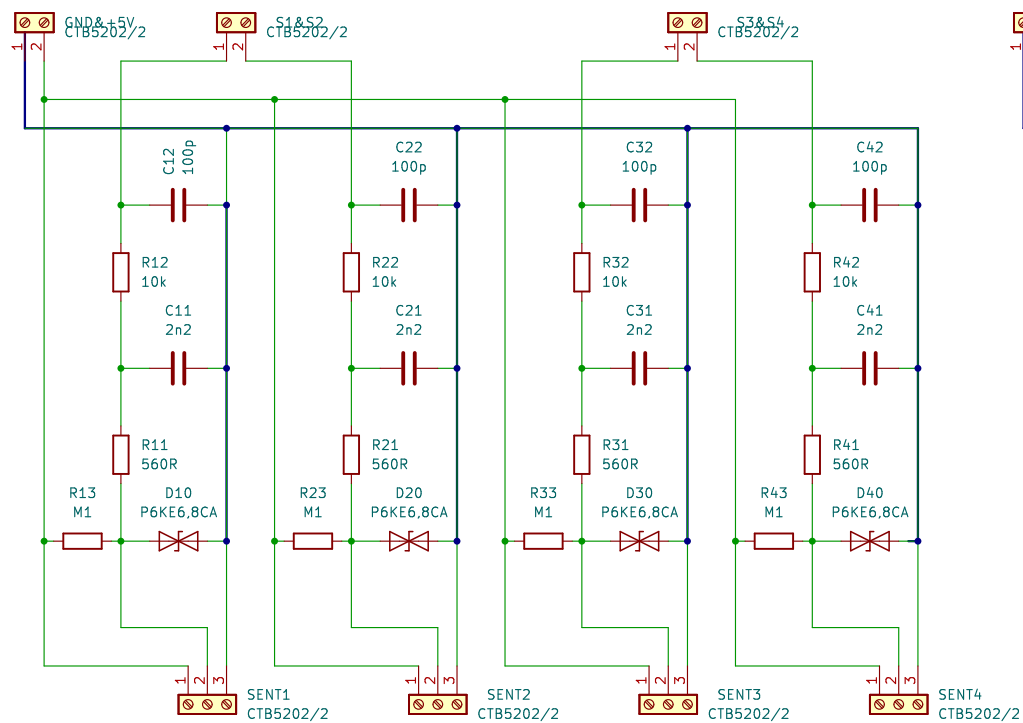 GND&+5V
CTB5202/2
1
2
S1&S2
CTB5202/2
1
2
S3&S4
CTB5202/2
1
2
1
C12
100p
C22
100p
C32
100p
C42
100p
R12
10k
R22
10k
R32
10k
R42
10k
C11
2n2
C21
2n2
C31
2n2
C41
2n2
R11
560R
R21
560R
R31
560R
R41
560R
R13
M1
D10
P6KE6,8CA
R23
M1
D20
P6KE6,8CA
R33
M1
D30
P6KE6,8CA
R43
M1
D40
P6KE6,8CA
1
2
3
SENT1
CTB5202/2
1
2
3
SENT2
CTB5202/2
1
2
3
SENT3
CTB5202/2
1
2
3
SENT4
CTB5202/2